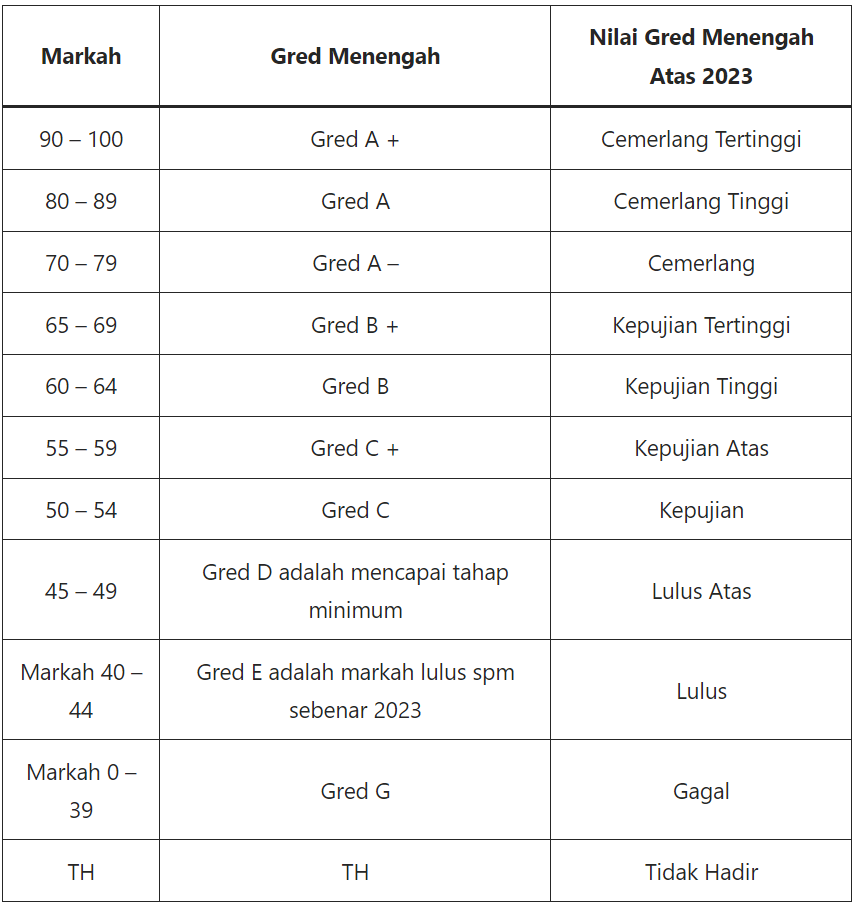 Markah Gred Menengah Nilai Gred Menengah
Atas 2023
90 – 100 Gred A + Cemerlang Tertinggi
80 – 89 Gred A Cemerlang Tinggi
70 – 79 Gred A – Cemerlang
65 – 69 Gred B + Kepujian Tertinggi
60 – 64 Gred B Kepujian Tinggi
55 – 59 Gred C + Kepujian Atas
50 – 54 Gred C Kepujian
45 – 49 Gred D adalah mencapai tahap
minimum Lulus Atas
Markah 40 –
44 Gred E adalah markah lulus spm
sebenar 2023 Lulus
Markah 0 –
39 Gred G Gagal
TH TH Tidak Hadir